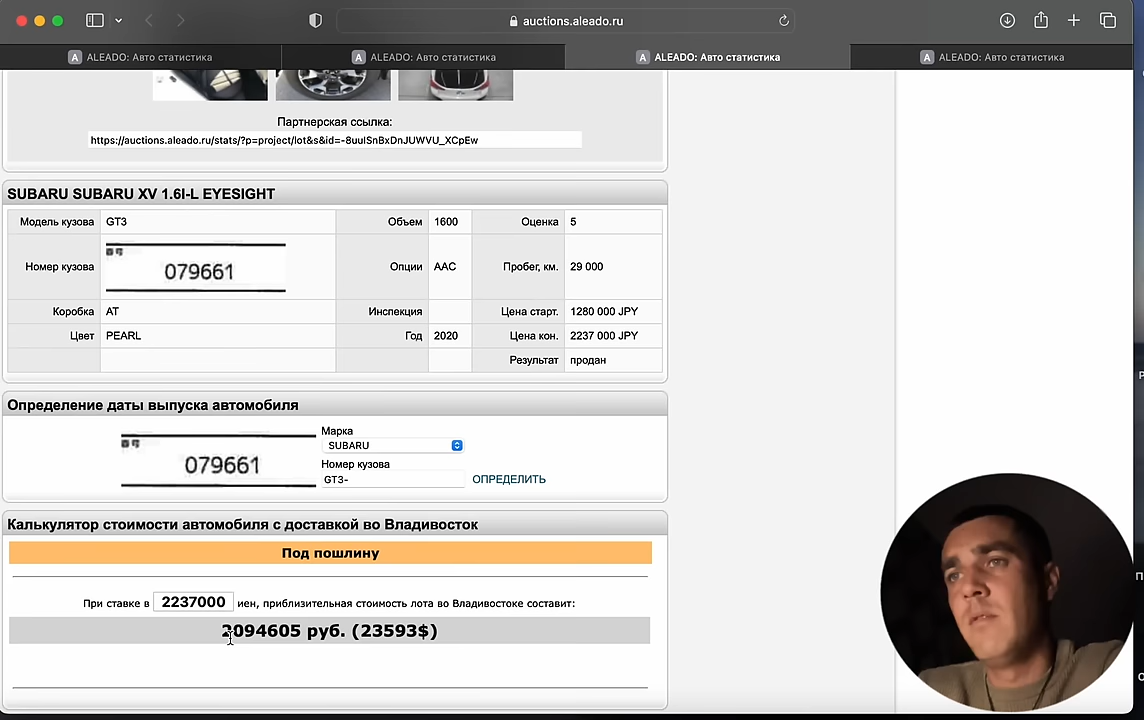 auctions.aleado.ru
A ALEADO: Авто статистика
A ALEADO: Авто статистика
A ALEADO: Авто статистика
A ALEADO: Авто статистика
Партнерская ссылка:
https://auctions.aleado.ru/stats/?p=project/lot&s&id=-8uuISnBxDnJUWVU_XCpEw
SUBARU SUBARU XV 1.6I-L EYESIGHT
Модель кузова GT3 Объем 1600 Оценка 5
Номер кузова 079661 Опции AAC Пробег, км. 29 000
Коробка AT Инспекция Цена старт. 1280 000 JPY
Цвет PEARL Год 2020 Цена кон. 2237 000 JPY
Результат продан
Определение даты выпуска автомобиля
079661
Марка
SUBARU
Номер кузова
GT3- ОПРЕДЕЛИТЬ
Калькулятор стоимости автомобиля с доставкой во Владивосток
Под пошлину
При ставке в 2237000 иен, приблизительная стоимость лота во Владивостоке составит:
2094605 руб. (23593$)